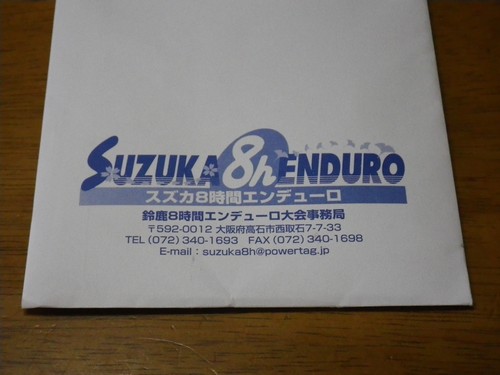 SUZUKA 8h ENDURO
スズカ8時間エンデューロ
鈴鹿8時間エンデューロ大会事務局
〒592-0012 大阪府高石市西取石7-7-33
TEL (072) 340-1693 FAX (072) 340-1698
E-mail：suzuka8h@powertag.jp